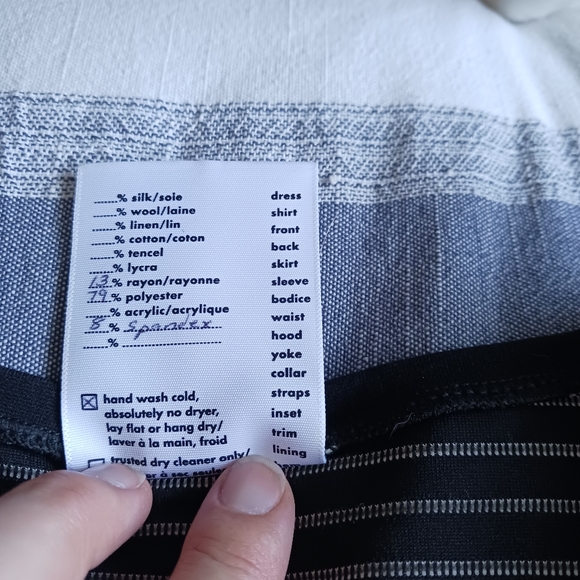 % silk/soie
% wool/laine
% linen/lin
% cotton/coton
% tencel
% lycra
13 % rayon/rayonne
79 % polyester
% acrylic/acrylique
8 % Spandex
%
hand wash cold,
absolutely no dryer,
lay flat or hang dry/
laver à la main, froid
trusted dry cleaner only/
dress
shirt
front
back
skirt
sleeve
bodice
waist
hood
yoke
collar
straps
inset
trim
lining